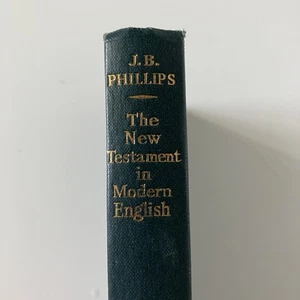 J.B.
PHILLIPS
The
New
Testament
in
Modern
English